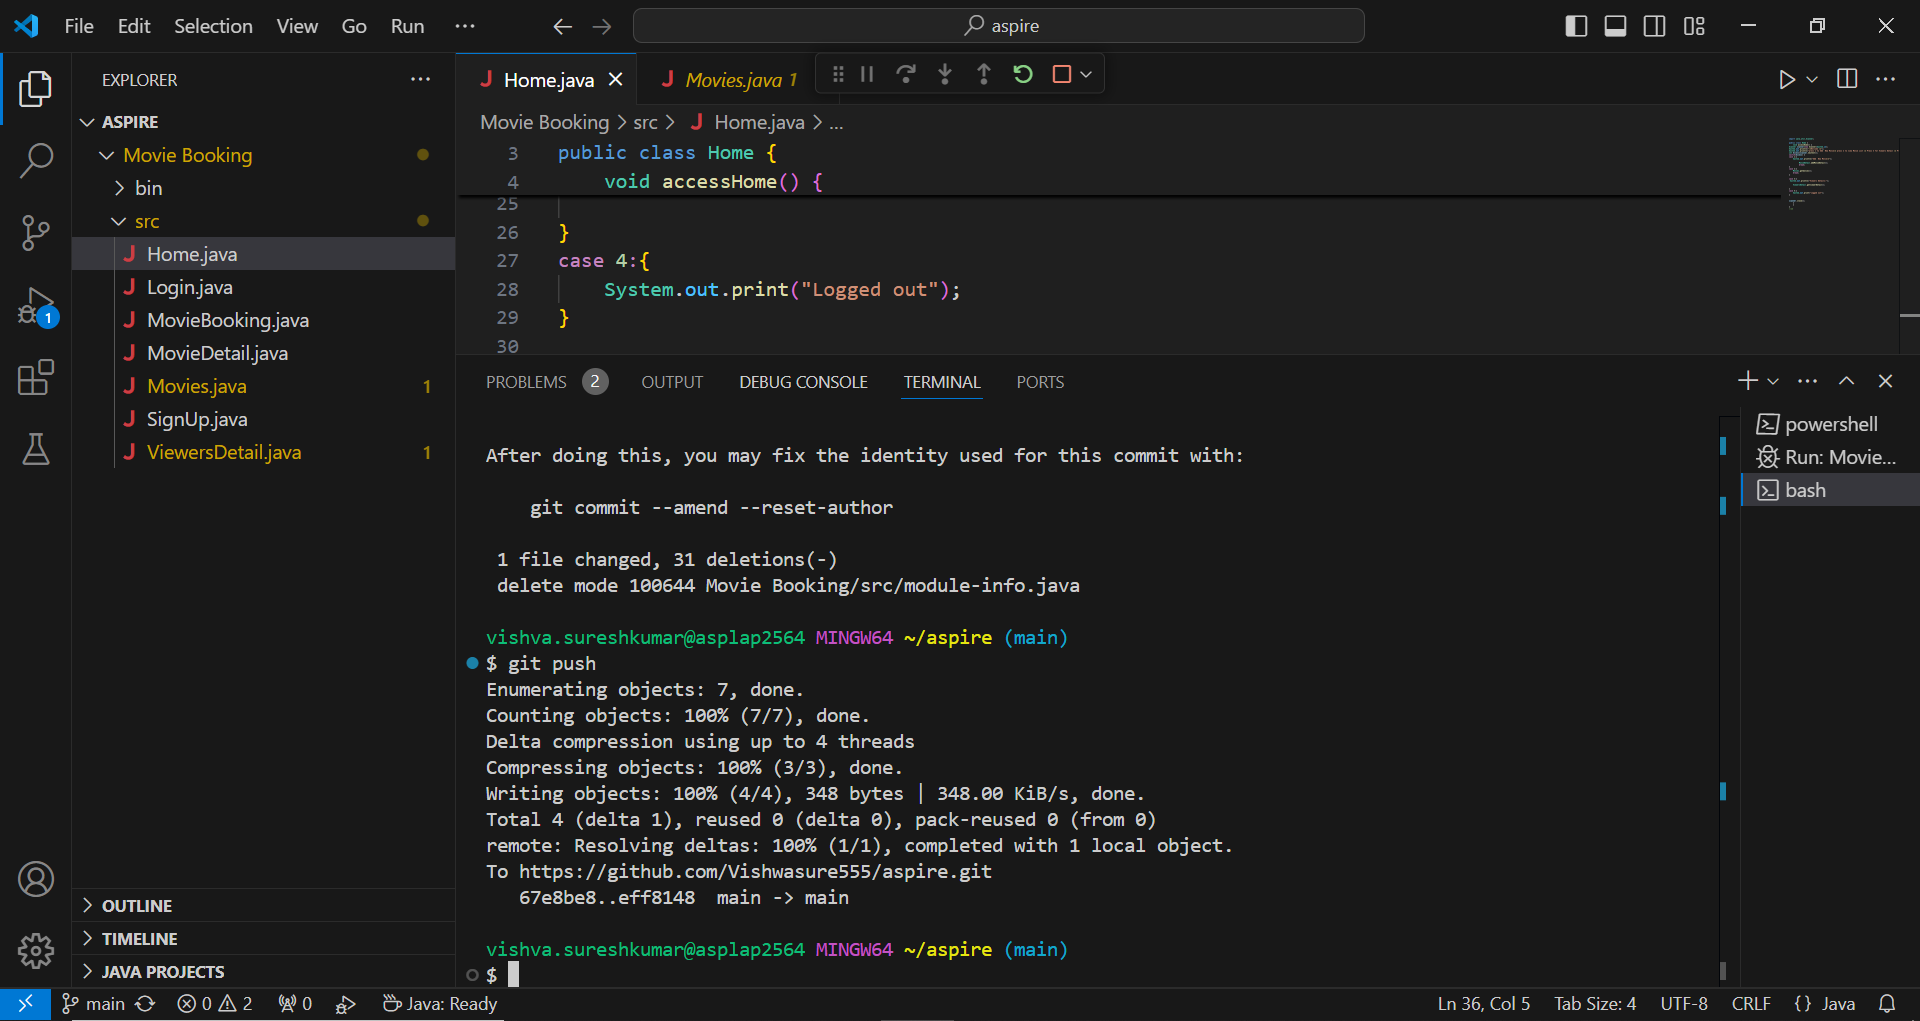 File Edit Selection View Go Run ···
aspire
EXPLORER
ASPIRE
Movie Booking
bin
src
Home.java
Login.java
MovieBooking.java
MovieDetail.java
Movies.java 1
SignUp.java
ViewersDetail.java 1
OUTLINE
TIMELINE
JAVA PROJECTS
Home.java
Movies.java 1
Movie Booking > src > Home.java > ...
3 public class Home {
4 void accessHome() {
25
26 }
27 case 4:{
28 System.out.print("Logged out");
29 }
30
PROBLEMS 2 OUTPUT DEBUG CONSOLE TERMINAL PORTS
After doing this, you may fix the identity used for this commit with:
git commit --amend --reset-author
1 file changed, 31 deletions(-)
delete mode 100644 Movie Booking/src/module-info.java
vishva.sureshkumar@asplap2564 MINGW64 ~/aspire (main)
$ git push
Enumerating objects: 7, done.
Counting objects: 100% (7/7), done.
Delta compression using up to 4 threads
Compressing objects: 100% (3/3), done.
Writing objects: 100% (4/4), 348 bytes | 348.00 KiB/s, done.
Total 4 (delta 1), reused 0 (delta 0), pack-reused 0 (from 0)
remote: Resolving deltas: 100% (1/1), completed with 1 local object.
To https://github.com/Vishwasure555/aspire.git
67e8be8..eff8148 main -> main
vishva.sureshkumar@asplap2564 MINGW64 ~/aspire (main)
$
powershell
Run: Movie...
bash
1
main 0 2 0 Java: Ready
Ln 36, Col 5 Tab Size: 4 UTF-8 CRLF {} Java